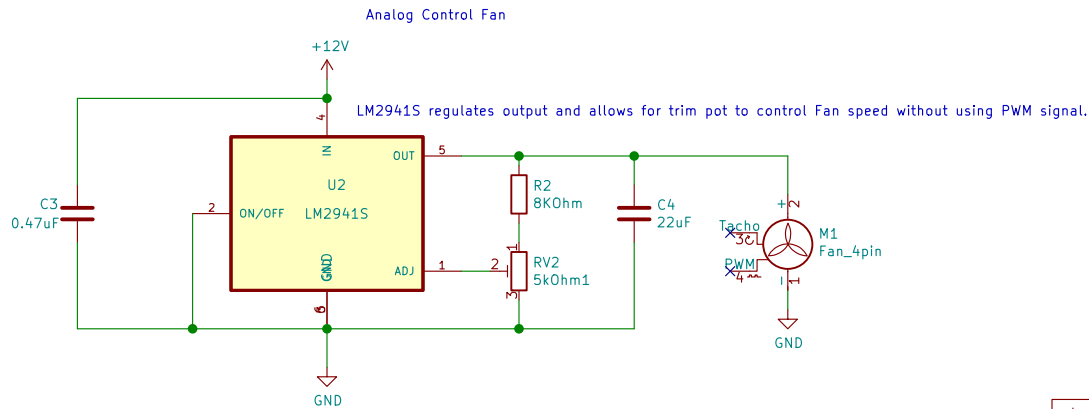 Analog Control Fan
+12V
LM2941S regulates output and allows for trim pot to control Fan speed without using PWM signal.
4
IN
OUT
5
U2
LM2941S
2
ON/OFF
ADJ
1
GND
C3
0.47uF
R2
8KOhm
C4
22uF
1
2
RV2
5kOhm1
3
+
2
Tacho
3
M1
Fan_4pin
PWM
4
-
1
GND
GND